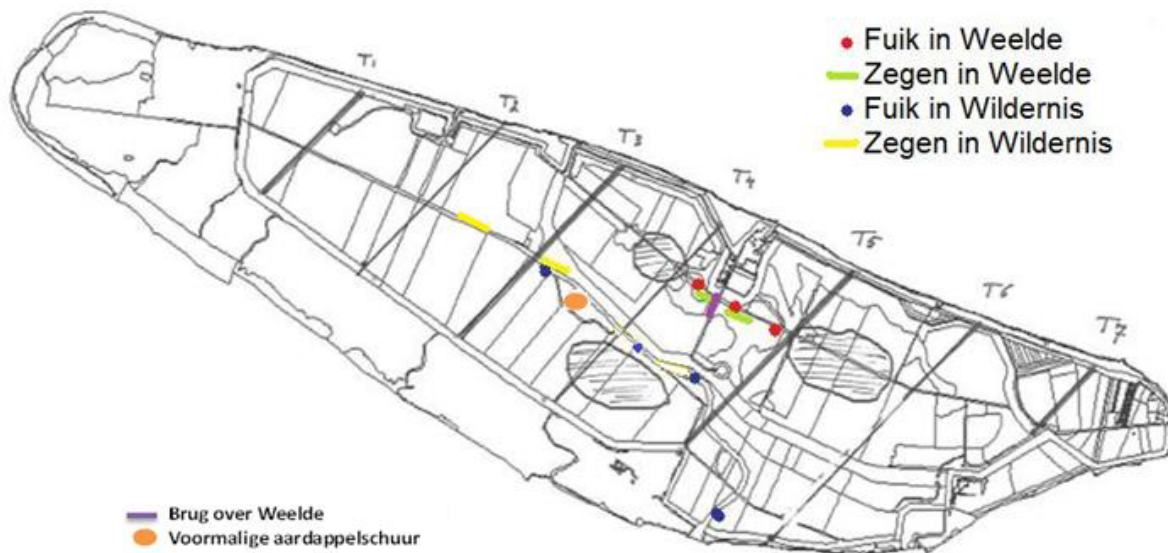 Fuik in Weelde
Zegen in Weelde
Fuik in Wildernis
Zegen in Wildernis
T1
T2
T3
T4
T5
T6
T7
Brug over Weelde
Voormalige aardappelschuur